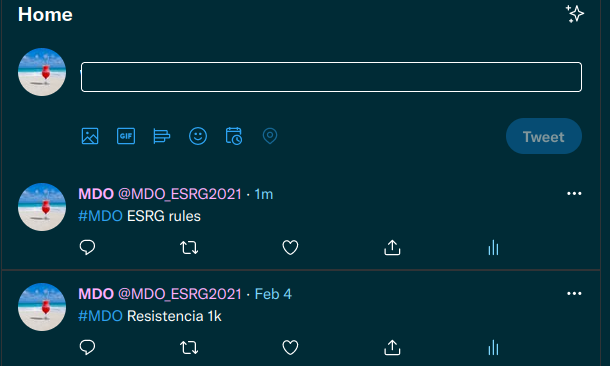 Home
GIF
Tweet
MDO @MDO_ESRG2021 · 1m
#MDO ESRG rules
MDO @MDO_ESRG2021 · Feb 4
#MDO Resistencia 1k